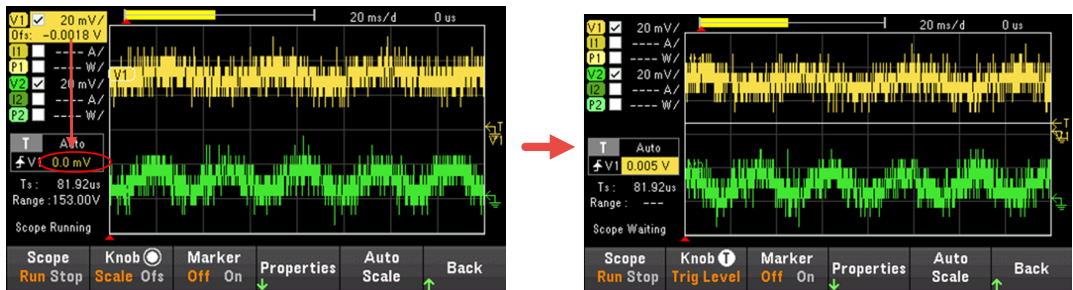 V1 20 mV/ 20 ms/d 0 us
Ofs: -0.0018 V
I1 ---- A/
P1 ---- W/
V1
V2 20 mV/
I2 ---- A/
P2 ---- W/
T Auto
V1 0.0 mV
T
V1
Ts: 81.92us
Range: 153.00V
Scope Running
Scope Knob Marker Properties Auto Back
Run Stop Scale Ofs Off On Scale
V1 20 mV/ 20 ms/d 0 us
I1 ---- A/
P1 ---- W/
V2 20 mV/
I2 ---- A/
P2 ---- W/
T Auto
V1 0.005 V
T
Ts: 81.92us
Range: ---
Scope Waiting
Scope Knob T Marker Properties Auto Back
Run Stop Trig Level Off On Scale